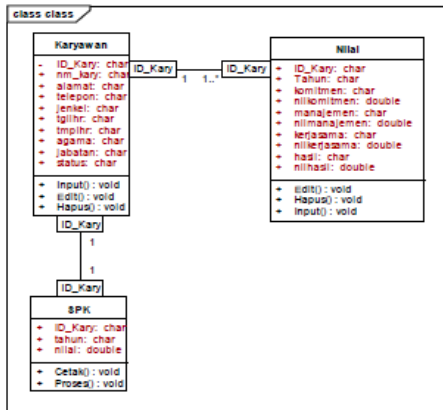 class class
Karyawan
- ID_Kary: char
+ nm_kary: char
+ alamat: char
+ telepon: char
+ jenkel: char
+ tgllhr: char
+ tmplhr: char
+ agama: char
+ jabatan: char
+ status: char
+ Input() : void
+ Edit() : void
+ Hapus() : void
ID_Kary
1
1..*
ID_Kary
Nilai
+ ID_Kary: char
+ Tahun: char
+ komitmen: char
+ nilkomitmen: double
+ manajemen: char
+ nilmanajemen: double
+ kerjasama: char
+ nilkerjasama: double
+ hasil: char
+ nilhasil: double
+ Edit() : void
+ Hapus() : void
+ Input() : void
ID_Kary
1
1
ID_Kary
SPK
+ ID_Kary: char
+ tahun: char
+ nilai: double
+ Cetak() : void
+ Proses() : void